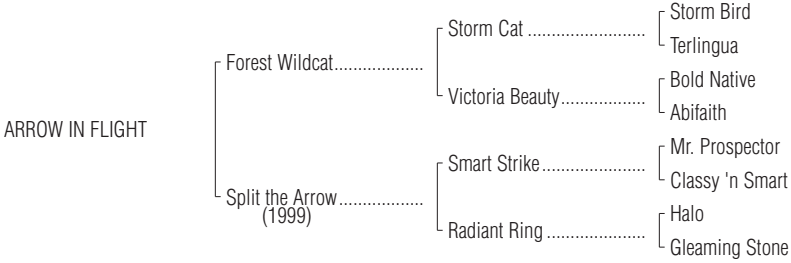 Storm Bird
Storm Cat .........................
Terlingua
Forest Wildcat...................
Bold Native
Victoria Beauty..................
Abifaith
ARROW IN FLIGHT
Mr. Prospector
Smart Strike......................
Classy 'n Smart
Split the Arrow..................
(1999)
Halo
Radiant Ring .....................
Gleaming Stone